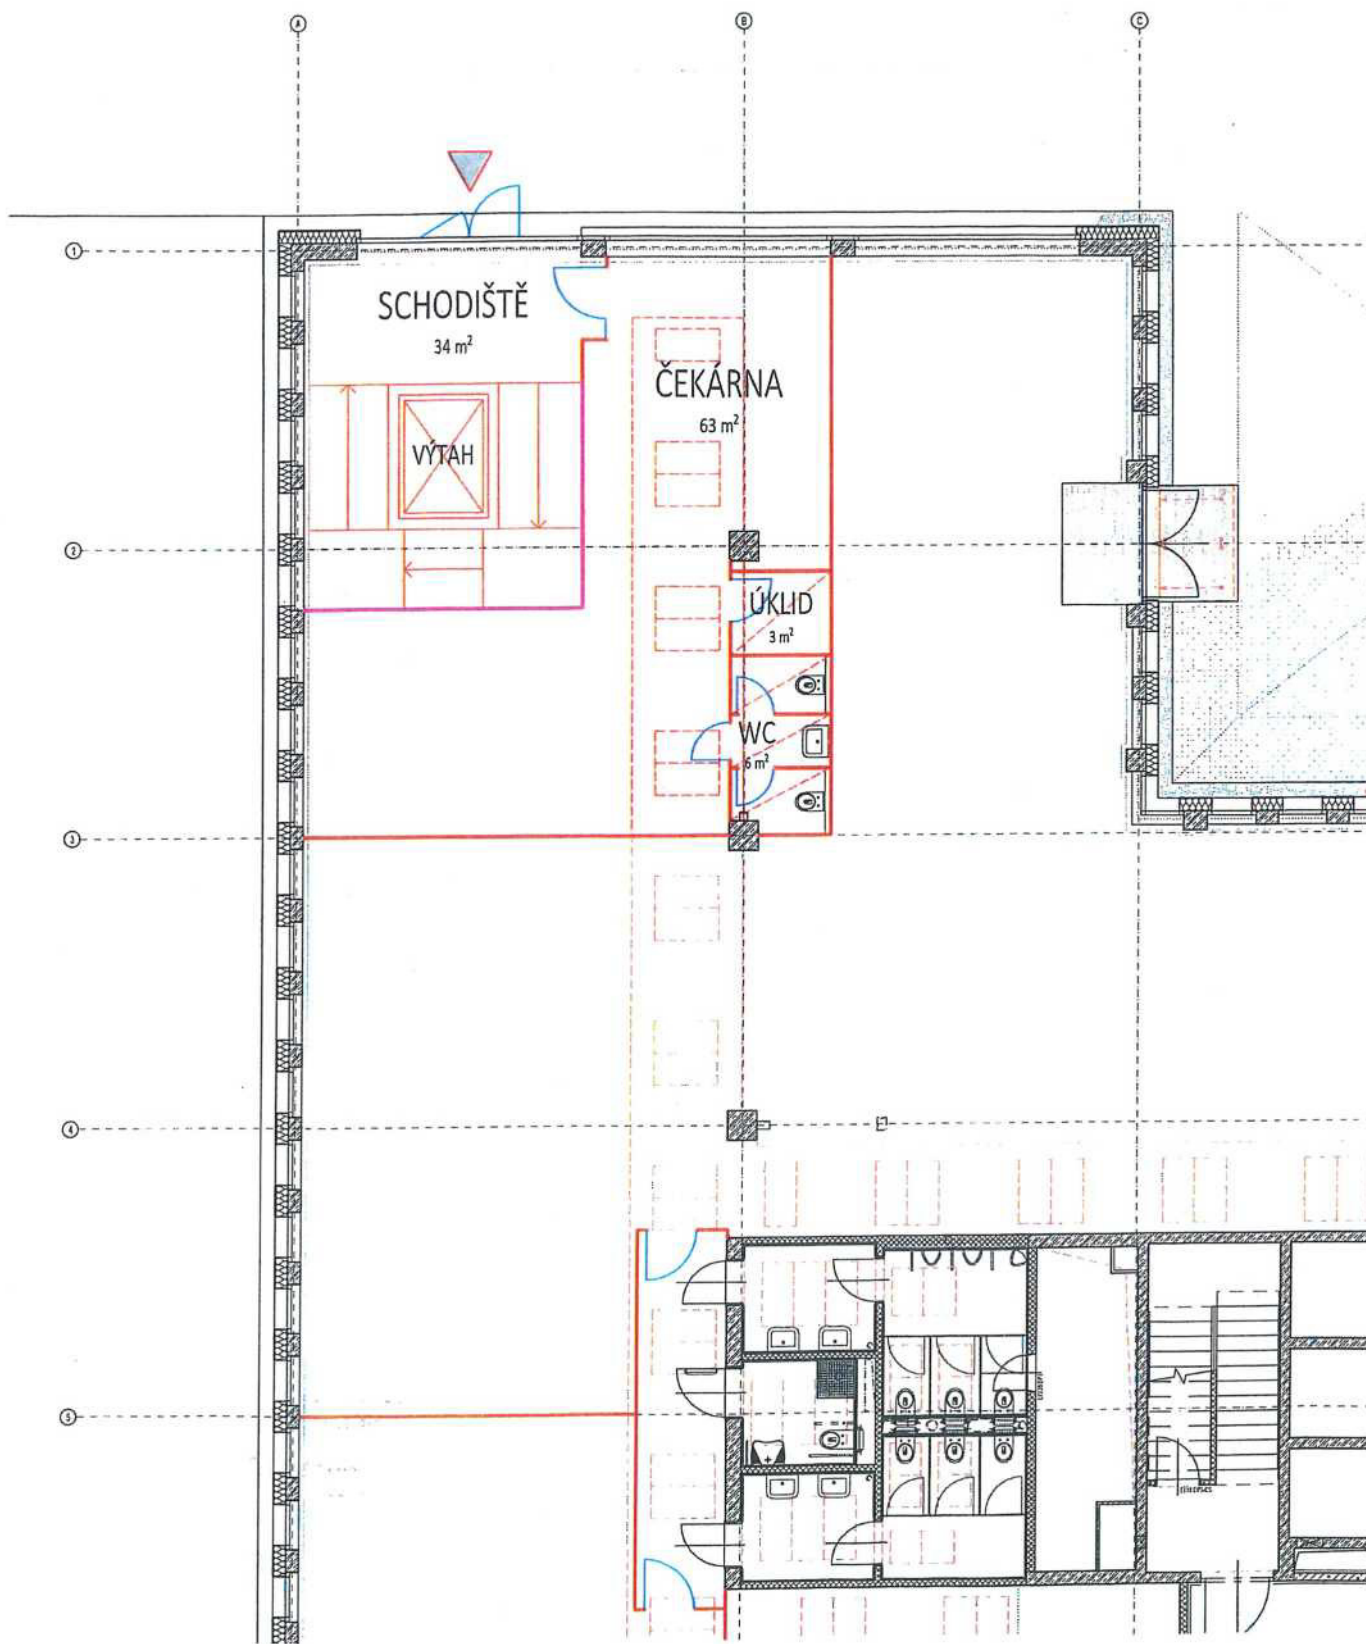 A
B
C
1
SCHODIŠTĚ
34 m²
ČEKÁRNA
63 m²
VÝTAH
2
ÚKLID
3 m²
WC
6 m²
3
4
5